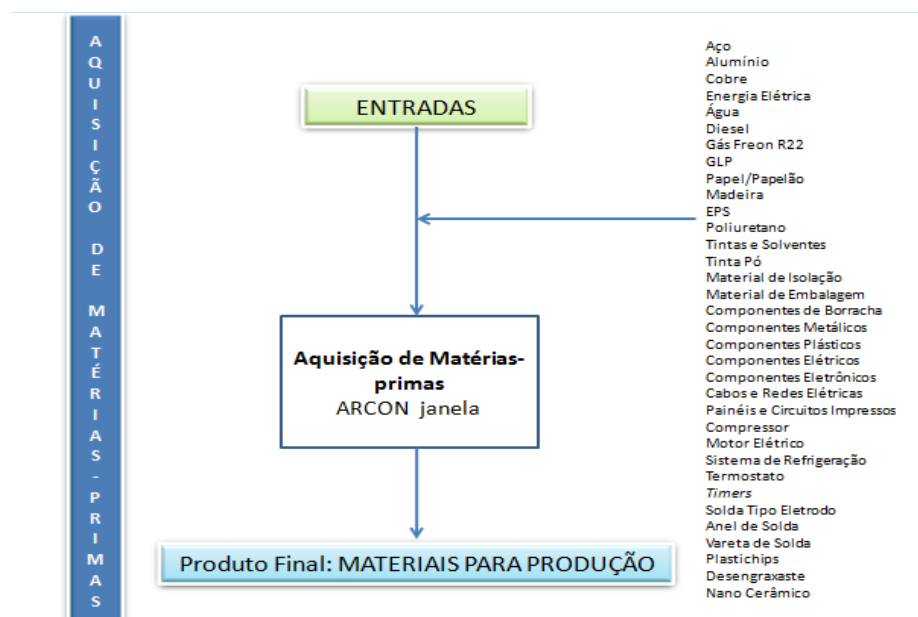 AQUISIÇÃO DE MATÉRIAS-PRIMAS
ENTRADAS
Aço
Alumínio
Cobre
Energia Elétrica
Água
Diesel
Gás Freon R22
GLP
Papel/Papelão
Madeira
EPS
Poliuretano
Tintas e Solventes
Tinta Pó
Material de Isolação
Material de Embalagem
Componentes de Borracha
Componentes Metálicos
Componentes Plásticos
Componentes Elétricos
Componentes Eletrônicos
Cabos e Redes Elétricas
Painéis e Circuitos Impressos
Compressor
Motor Elétrico
Sistema de Refrigeração
Termostato
Timers
Solda Tipo Eletrodo
Anel de Solda
Vareta de Solda
Plastichips
Desengraxaste
Nano Cerâmico
Aquisição de Matérias-
primas
ARCON janela
Produto Final: MATERIAIS PARA PRODUÇÃO